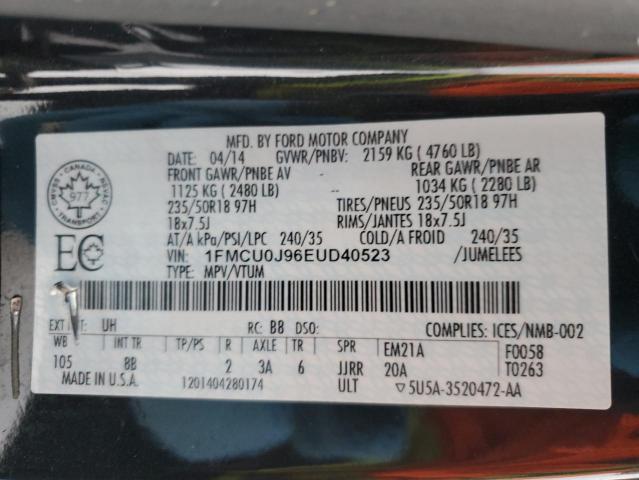 MFD. BY FORD MOTOR COMPANY
DATE: 04/14 GVWR/PNBV: 2159 KG ( 4760 LB)
FRONT GAWR/PNBE AV REAR GAWR/PNBE AR
1125 KG ( 2480 LB) 1034 KG ( 2280 LB)
235/50R18 97H TIRES/PNEUS 235/50R18 97H
18x7.5J RIMS/JANTES 18x7.5J
AT/A kPa/PSI/LPC 240/35 COLD/A FROID 240/35
VIN: 1FMCU0J96EUD40523 /JUMELEES
TYPE: MPV/VTUM
CANADA
CMVSS NSVAC
977
TRANSPORT
EC
EXT UH RC: B8 DSO: COMPLIES: ICES/NMB-002
WB INT TP/PS R AXLE TR SPR EM21A F0058
105 8B 2 3A 6 JJRR 20A T0263
MADE IN U.S.A. 1201404280174 ULT 5U5A-3520472-AA